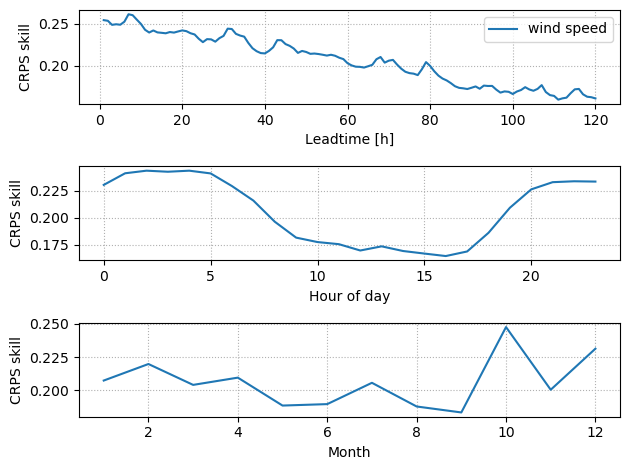 0.25
0.20
CRPS skill
wind speed
0 20 40 60 80 100 120
Leadtime [h]
0.225
0.200
0.175
CRPS skill
0 5 10 15 20
Hour of day
0.250
0.225
0.200
CRPS skill
2 4 6 8 10 12
Month